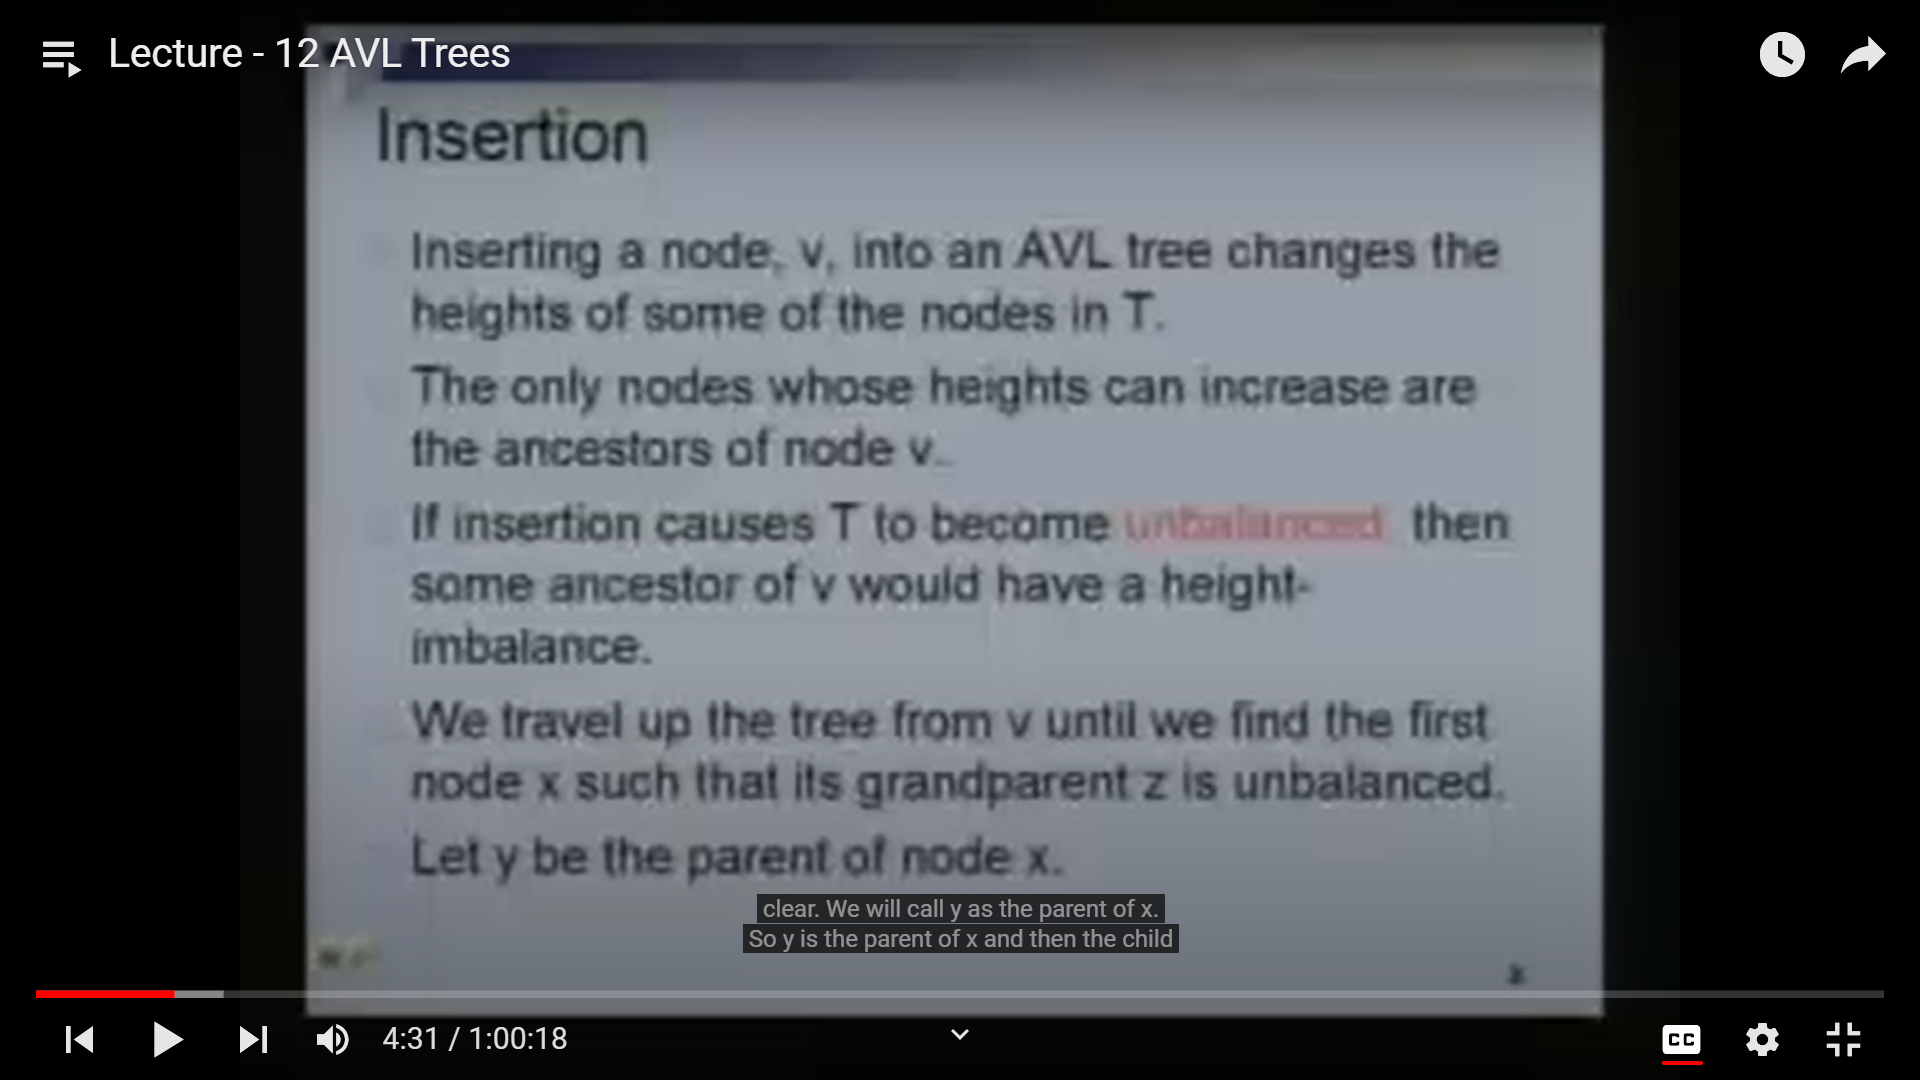 Lecture - 12 AVL Trees
Insertion
Inserting a node, v, into an AVL tree changes the
heights of some of the nodes in T.
The only nodes whose heights can increase are
the ancestors of node v.
If insertion causes T to become unbalanced then
some ancestor of v would have a height-
imbalance.
We travel up the tree from v until we find the first
node x such that its grandparent z is unbalanced.
Let y be the parent of node x.
clear. We will call y as the parent of x.
So y is the parent of x and then the child
4:31 / 1:00:18
CC